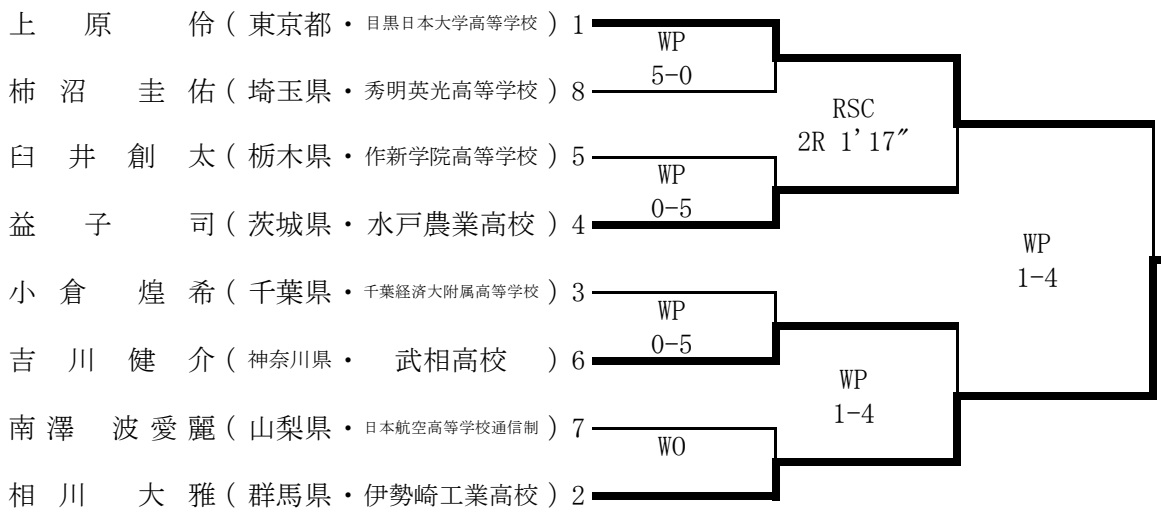 上原 伶 ( 東京都・目黒日本大学高等学校 ) 1
WP
5-0
柿沼 圭佑 ( 埼玉県・秀明英光高等学校 ) 8
RSC
2R 1'17"
臼井 創太 ( 栃木県・作新学院高等学校 ) 5
WP
0-5
益子 司 ( 茨城県・水戸農業高校 ) 4
WP
1-4
小倉 煌希 ( 千葉県・千葉経済大附属高等学校 ) 3
WP
0-5
吉川 健介 ( 神奈川県・武相高校 ) 6
WP
1-4
南澤 波愛麗 ( 山梨県・日本航空高等学校通信制 ) 7
WO
相川 大雅 ( 群馬県・伊勢崎工業高校 ) 2